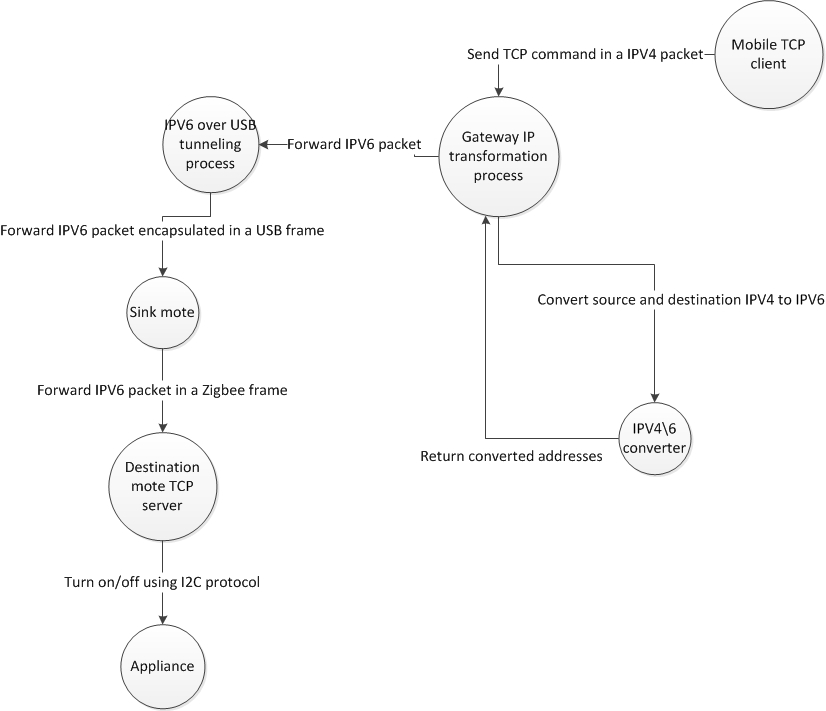 Mobile TCP
client
Send TCP command in a IPV4 packet
Gateway IP
transformation
process
IPV6 over USB
tunneling
process
Forward IPV6 packet
Forward IPV6 packet encapsulated in a USB frame
Sink mote
Convert source and destination IPV4 to IPV6
Forward IPV6 packet in a Zigbee frame
IPV4\6
converter
Return converted addresses
Destination
mote TCP
server
Turn on/off using I2C protocol
Appliance